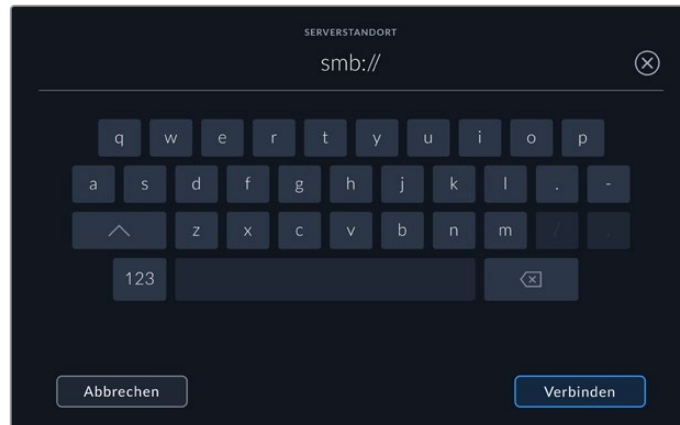 SERVERSTANDORT
smb://
q w e r t y u i o p
a s d f g h j k l . -
z x c v b n m / .
123
Abbrechen Verbinden